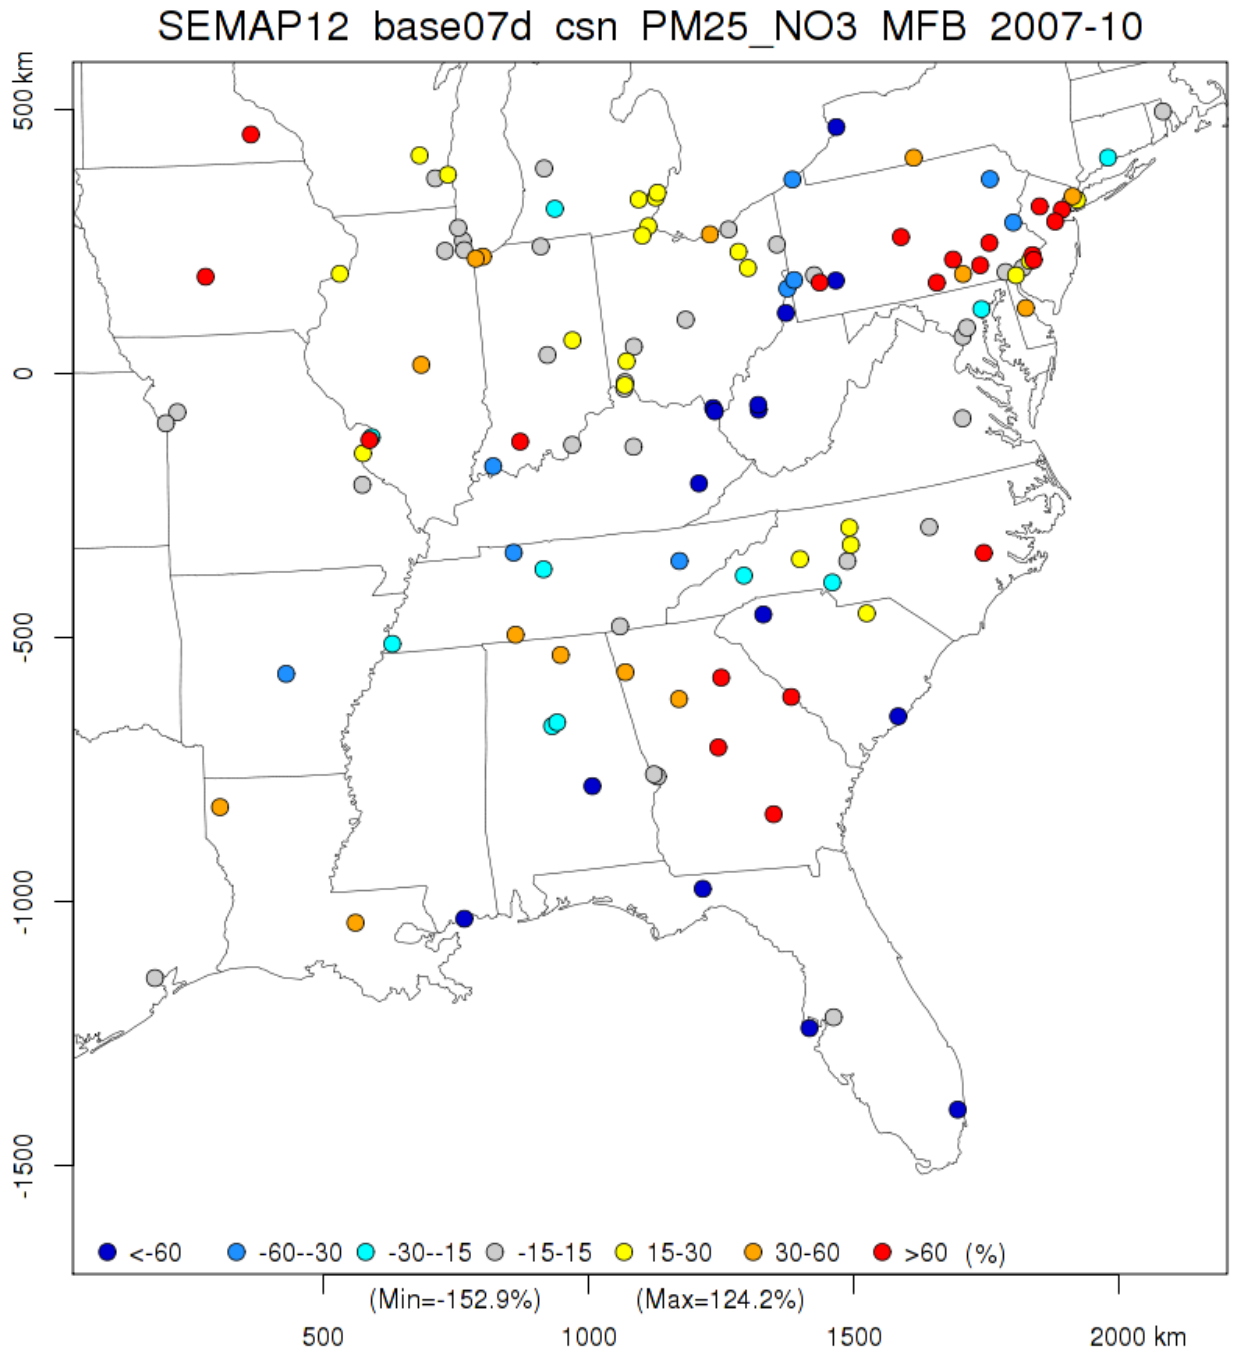 SEMAP12 base07d csn PM25_NO3 MFB 2007-10
500 km
0
-500
-1000
-1500
<-60 -60--30 -30--15 -15-15 15-30 30-60 >60 (%)
(Min=-152.9%) (Max=124.2%)
500 1000 1500 2000 km